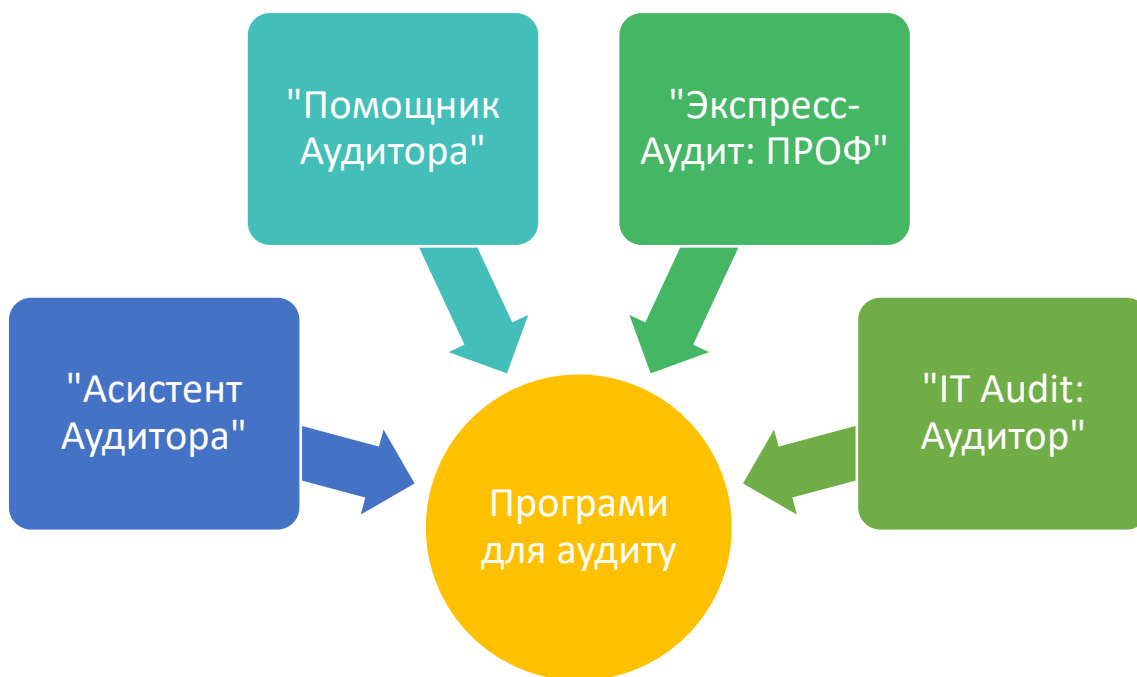 "Помощник
Аудитора"
"Экспресс-
Аудит: ПРОФ"
"Асистент
Аудитора"
"IT Audit:
Аудитор"
Програми
для аудиту